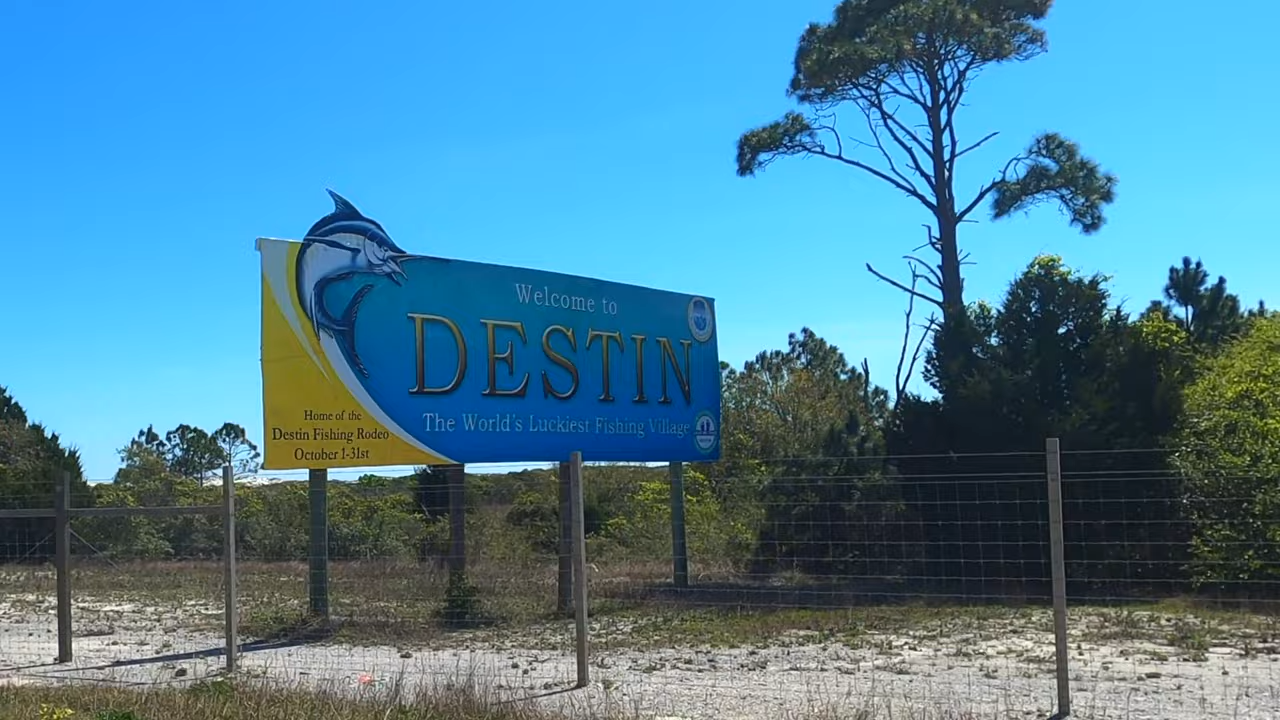 Welcome to
DESTIN
The World's Luckiest Fishing Village
Home of the
Destin Fishing Rodeo
October 1-31st